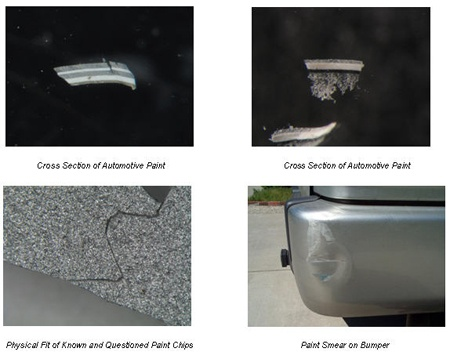 Cross Section of Automotive Paint
Cross Section of Automotive Paint
Physical Fit of Known and Questioned Paint Chips
Paint Smear on Bumper